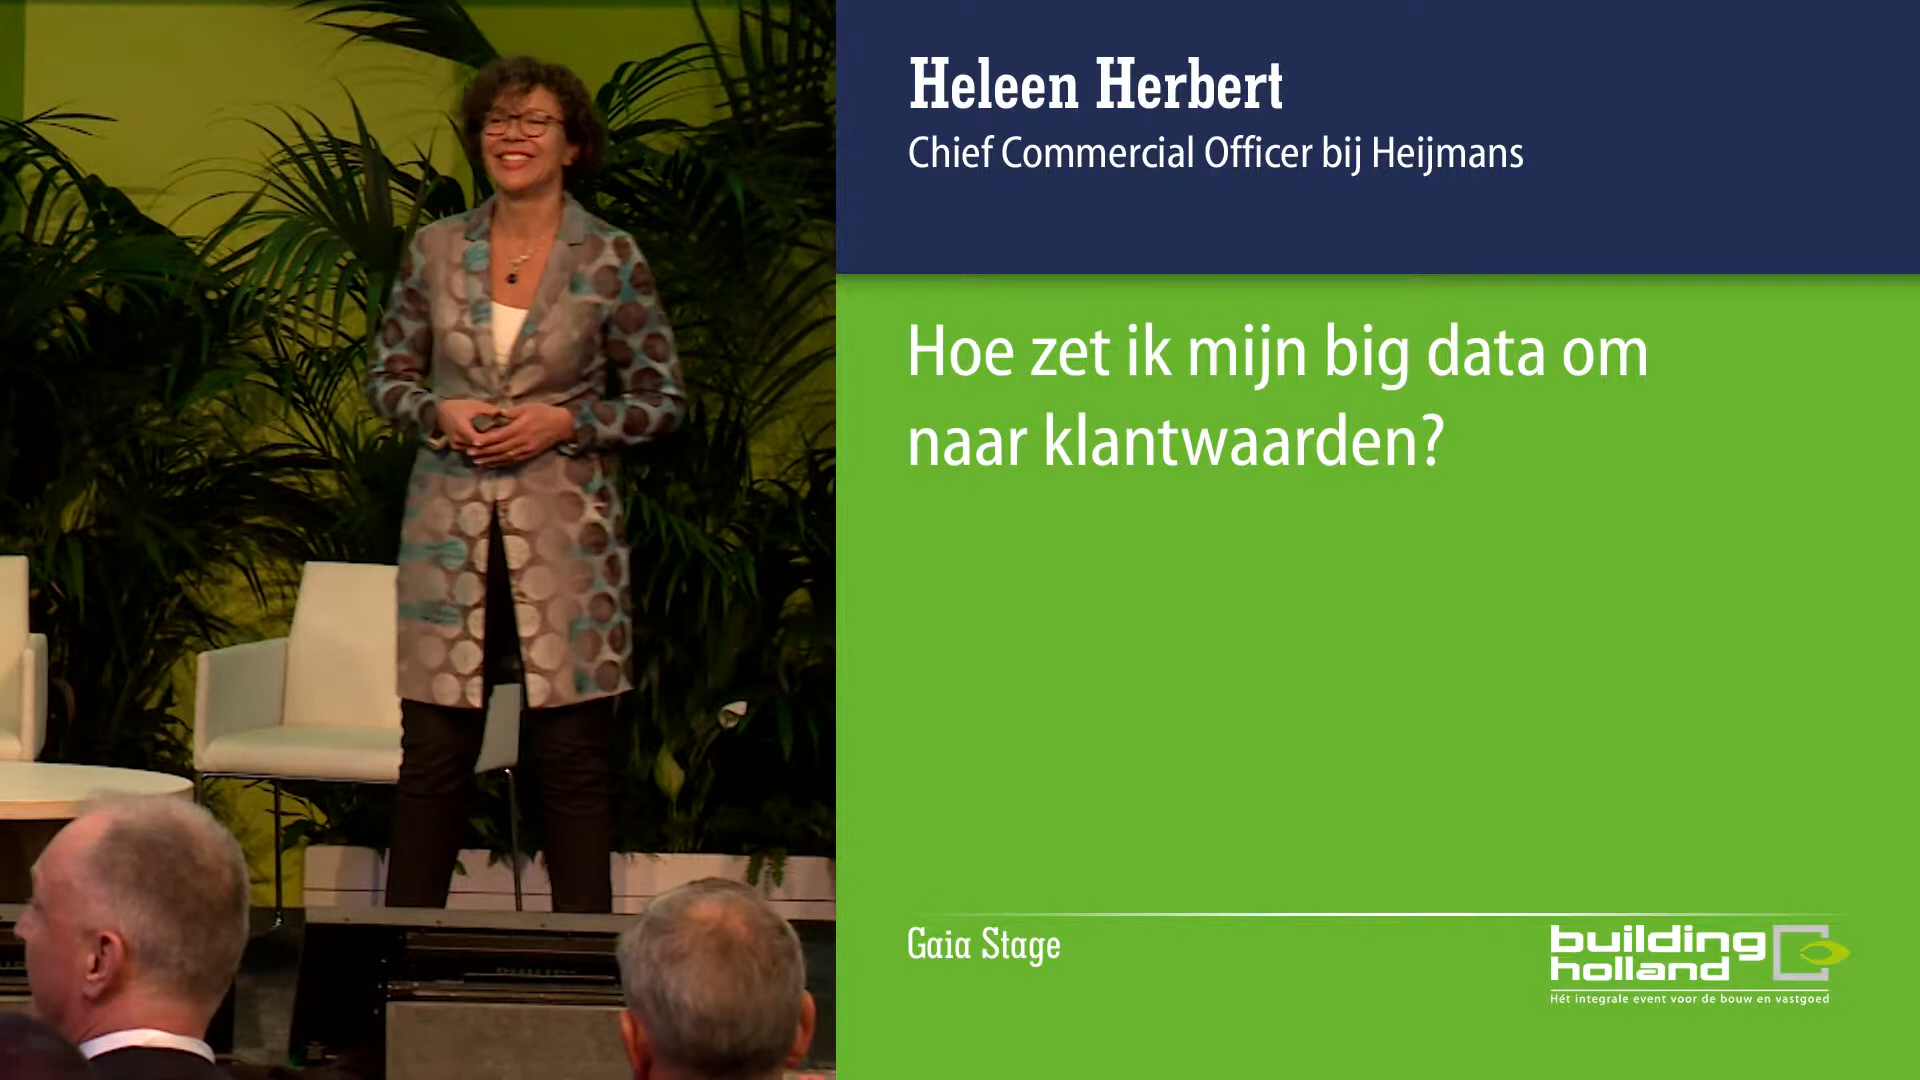 Heleen Herbert
Chief Commercial Officer bij Heijmans
Hoe zet ik mijn big data om
naar klantwaarden?
Gaia Stage
building
holland
Hét integrale event voor de bouw en vastgoed